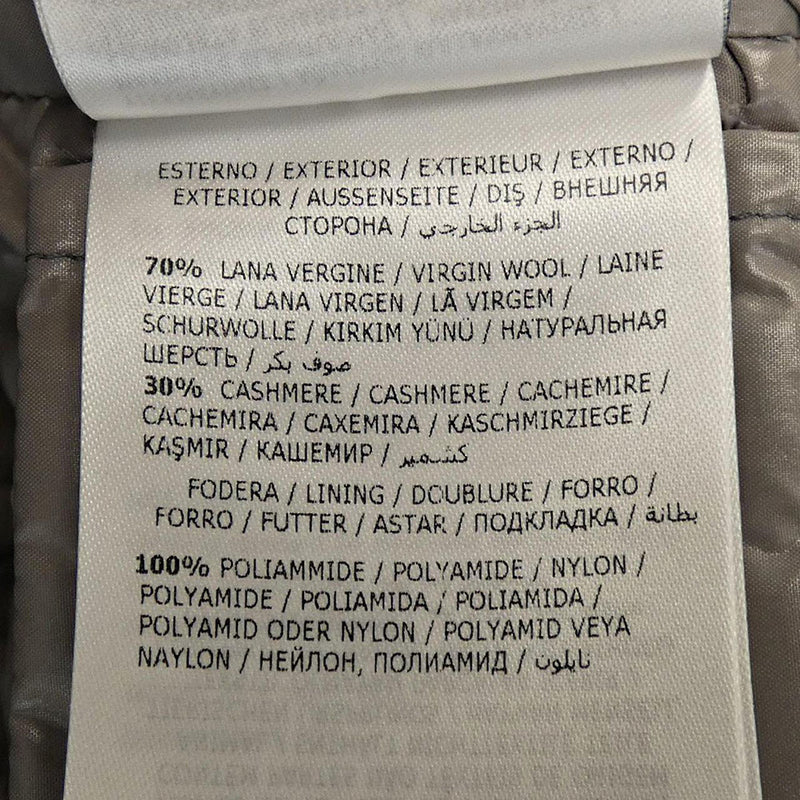 ESTERNO / EXTERIOR / EXTERIEUR / EXTERNO /
EXTERIOR / AUSSENSEITE / DIŞ / ВНЕШНЯЯ
СТОРОНА / الجزء الخارجي
70% LANA VERGINE / VIRGIN WOOL / LAINE
VIERGE / LANA VIRGEN / LÃ VIRGEM /
SCHURWOLLE / KIRKIM YÜNÜ / НАТУРАЛЬНАЯ
ШЕРСТЬ / صوف بكر
30% CASHMERE / CASHMERE / CACHEMIRE /
CACHEMIRA / CAXEMIRA / KASCHMIRZIEGE /
KAŞMIR / КАШЕМИР / كشمير
FODERA / LINING / DOUBLURE / FORRO /
FORRO / FUTTER / ASTAR / ПОДКЛАДКА / بطانة
100% POLIAMMIDE / POLYAMIDE / NYLON /
POLYAMIDE / POLIAMIDA / POLIAMIDA /
POLYAMID ODER NYLON / POLYAMID VEYA
NAYLON / НЕЙЛОН, ПОЛИАМИД / نايلون